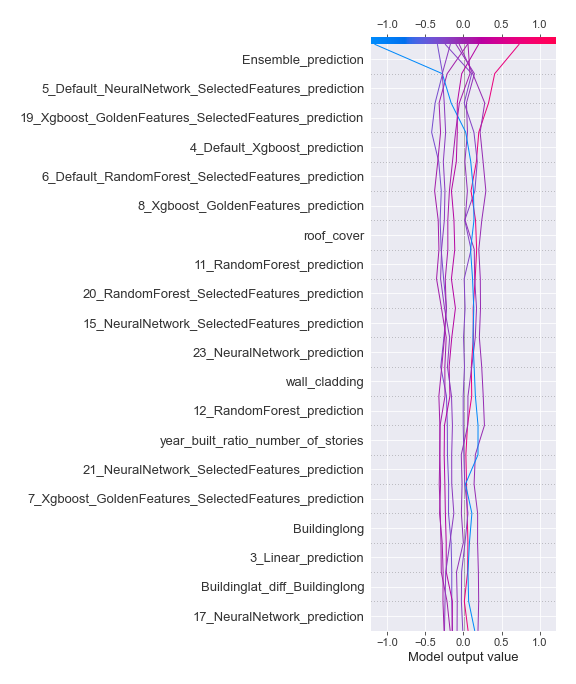 −1.0 −0.5 0.0 0.5 1.0
Ensemble_prediction
5_Default_NeuralNetwork_SelectedFeatures_prediction
19_Xgboost_GoldenFeatures_SelectedFeatures_prediction
4_Default_Xgboost_prediction
6_Default_RandomForest_SelectedFeatures_prediction
8_Xgboost_GoldenFeatures_prediction
roof_cover
11_RandomForest_prediction
20_RandomForest_SelectedFeatures_prediction
15_NeuralNetwork_SelectedFeatures_prediction
23_NeuralNetwork_prediction
wall_cladding
12_RandomForest_prediction
year_built_ratio_number_of_stories
21_NeuralNetwork_SelectedFeatures_prediction
7_Xgboost_GoldenFeatures_SelectedFeatures_prediction
Buildinglong
3_Linear_prediction
Buildinglat_diff_Buildinglong
17_NeuralNetwork_prediction
−1.0 −0.5 0.0 0.5 1.0
Model output value